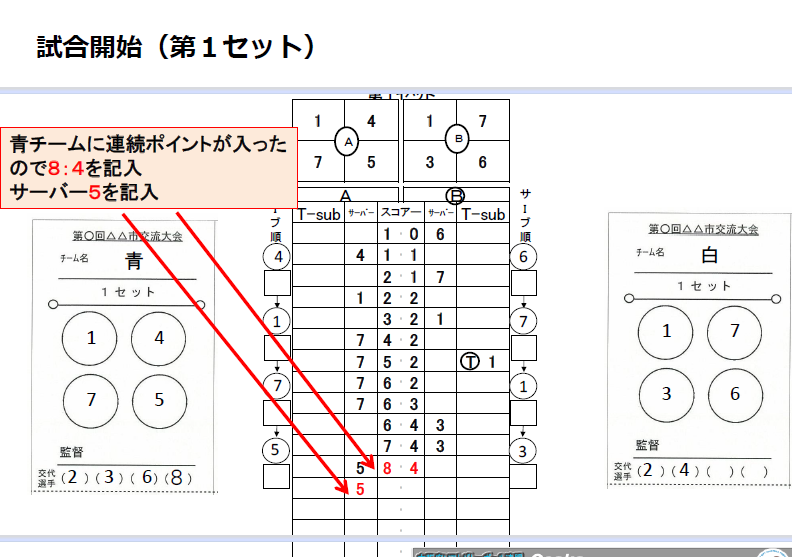 試合開始（第１セット）
青チームに連続ポイントが入った
ので８：４を記入
サーバー５を記入
1 4 1 7
A B
7 5 3 6
A B
T-sub サーバー スコアー サーバー T-sub
1 ・ 0 6
4 1 ・ 1
2 ・ 1 7
1 2 ・ 2
3 ・ 2 1
7 4 ・ 2
7 5 ・ 2 T 1
7 6 ・ 2
7 6 ・ 3
6 ・ 4 3
7 ・ 4 3
5 8 ・ 4
5 ・
・
・
ブ順
4
1
7
5
サーブ順
6
7
1
3
第〇回△△市交流大会
チーム名 青
１セット
1 4
7 5
監督
交代選手 (2) (3) (6) (8)
第〇回△△市交流大会
チーム名 白
１セット
1 7
3 6
監督
交代選手 (2) (4) ( ) ( )